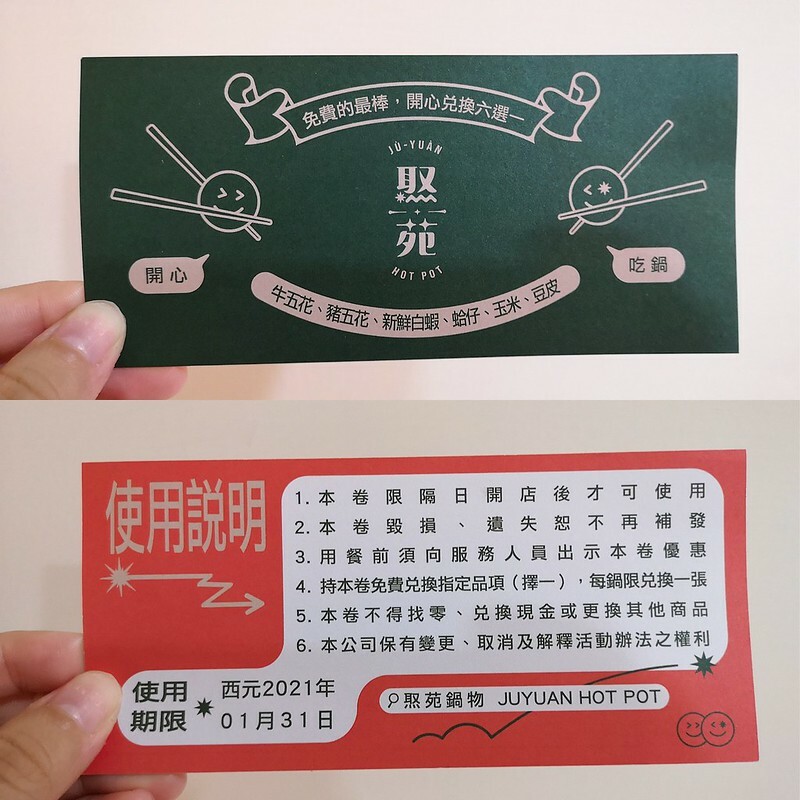 免費的最棒，開心兌換六選一
JÙ-YUÀN
焣
苑
HOT POT
開心
吃鍋
牛五花、豬五花、新鮮白蝦、蛤仔、玉米、豆皮
使用說明
1. 本卷限隔日開店後才可使用
2. 本卷毀損、遺失恕不再補發
3. 用餐前須向服務人員出示本卷優惠
4. 持本卷免費兌換指定品項（擇一），每鍋限兌換一張
5. 本卷不得找零、兌換現金或更換其他商品
6. 本公司保有變更、取消及解釋活動辦法之權利
使用
期限
西元2021年
01月31日
焣苑鍋物 JUYUAN HOT POT